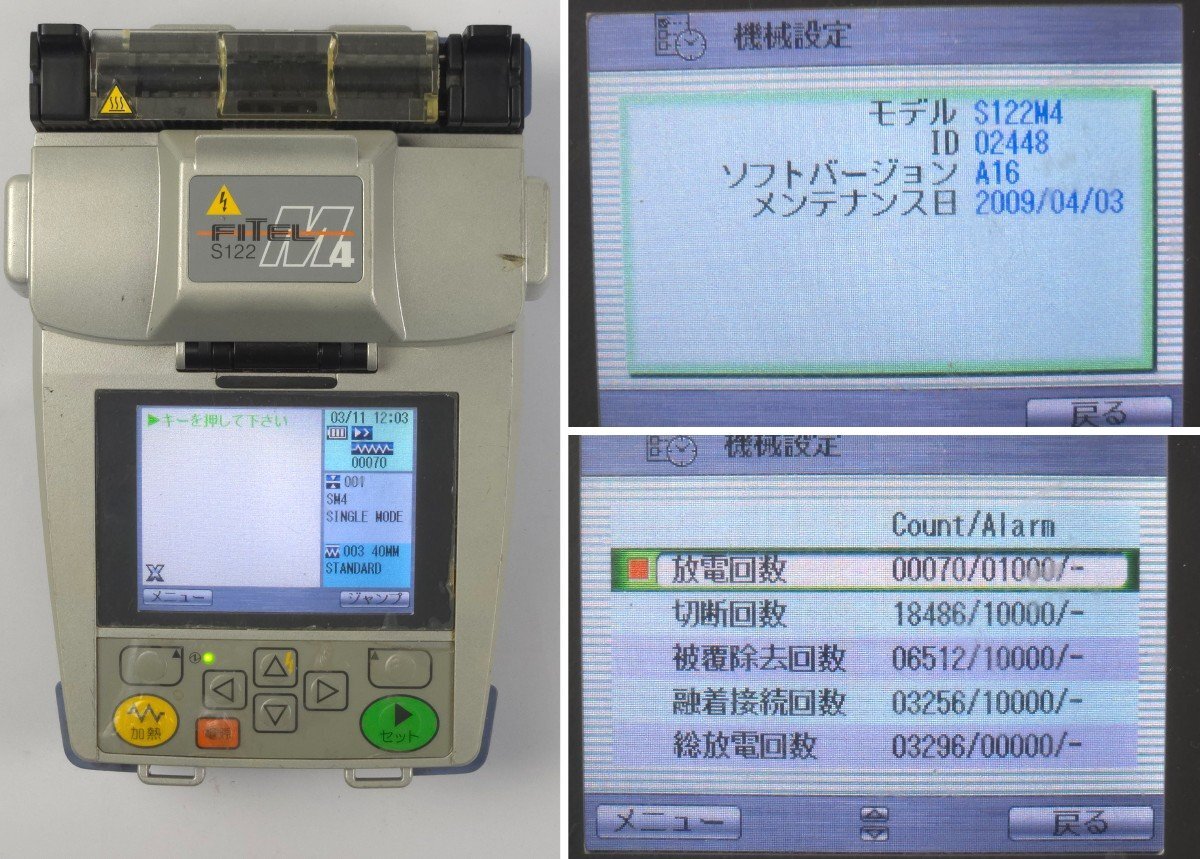 FITEL
S122
M4
▶キーを押して下さい
03/11 12:03
00070
001
SM4
SINGLE MODE
003 40MM
STANDARD
X
メニュー
ジャンプ
加熱
電源
セット
機械設定
モデル S122M4
ID 02448
ソフトバージョン A16
メンテナンス日 2009/04/03
戻る
機械設定
Count/Alarm
放電回数 00070/01000/-
切断回数 18486/10000/-
被覆除去回数 06512/10000/-
融着接続回数 03256/10000/-
総放電回数 03296/00000/-
メニュー
戻る